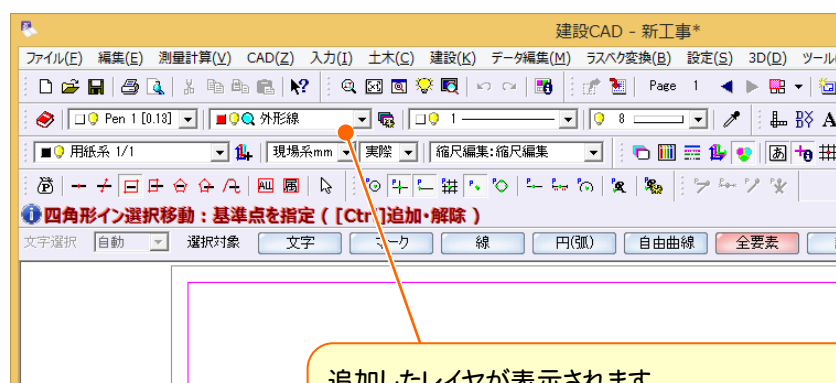 建設CAD - 新工事*
ファイル(F) 編集(E) 測量計算(V) CAD(Z) 入力(I) 土木(C) 建設(K) データ編集(M) ラスベク変換(B) 設定(S) 3D(D) ツール
Page 1
Pen 1 [0.13] 外形線 1 8 A
用紙系 1/1 現場系mm 実際 縮尺編集:縮尺編集 あ
ALL 属
四角形イン選択移動:基準点を指定 ( [Ctrl]追加・解除 )
文字選択 自動 選択対象 文字 マーク 線 円(弧) 自由曲線 全要素
追加したレイヤが表示されます